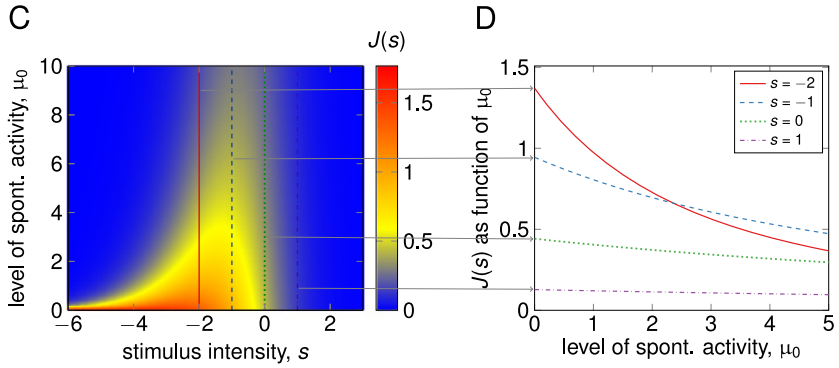 C
J(s)
level of spont. activity, μ0
10
8
6
4
2
0
−6
−4
−2
0
2
stimulus intensity, s
1.5
1
0.5
0
D
J(s) as function of μ0
1.5
1
0.5
0
0
1
2
3
4
5
level of spont. activity, μ0
s = −2
s = −1
s = 0
s = 1